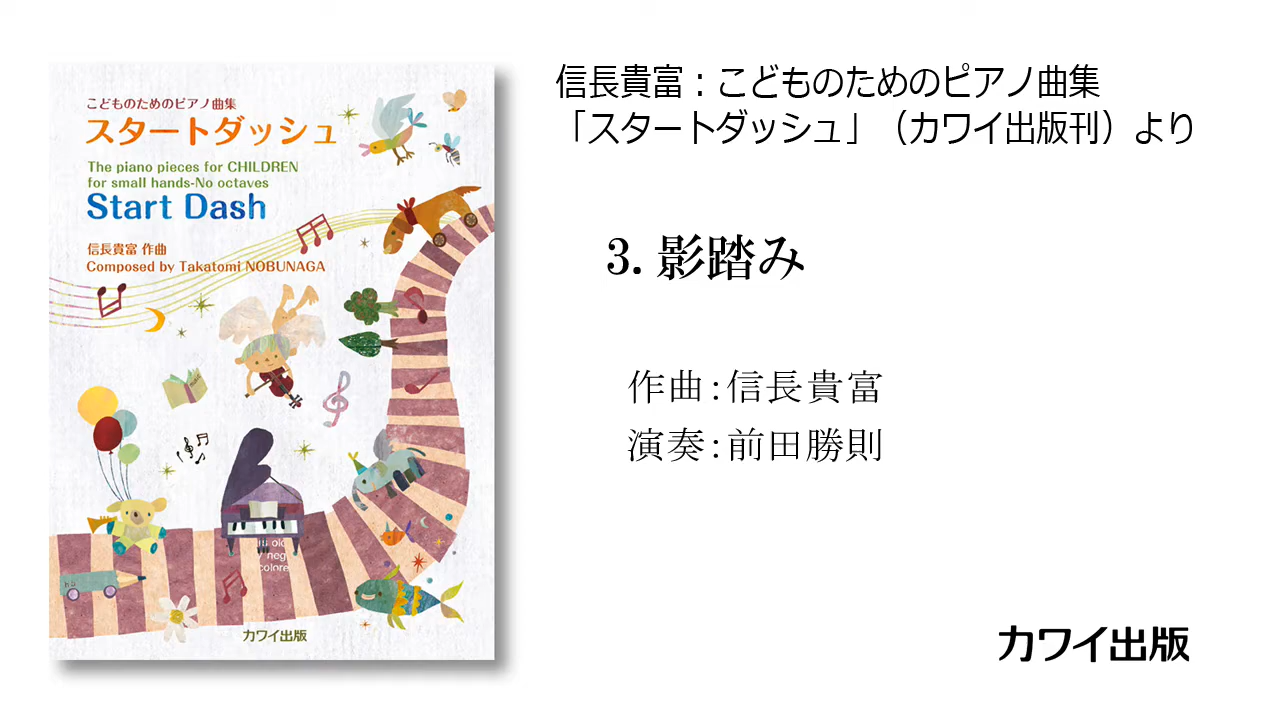 こどものためのピアノ曲集
スタートダッシュ
The piano pieces for CHILDREN
for small hands-No octaves
Start Dash
信長貴富 作曲
Composed by Takatomi NOBUNAGA
カワイ出版
信長貴富：こどものためのピアノ曲集
「スタートダッシュ」（カワイ出版刊）より
3. 影踏み
作曲：信長貴富
演奏：前田勝則
カワイ出版